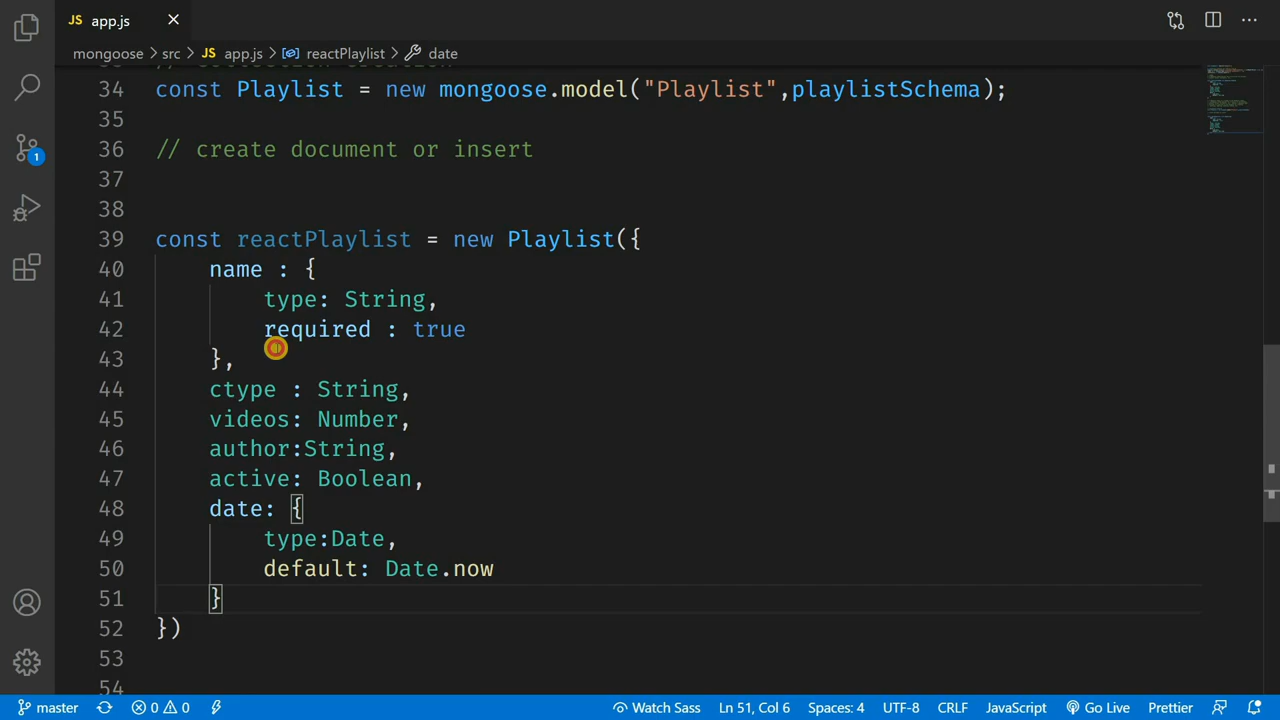 JS app.js
mongoose > src > JS app.js > reactPlaylist > date
34 const Playlist = new mongoose.model("Playlist",playlistSchema);
35
36 // create document or insert
37
38
39 const reactPlaylist = new Playlist({
40 name : {
41 type: String,
42 required : true
43 },
44 ctype : String,
45 videos: Number,
46 author:String,
47 active: Boolean,
48 date: {
49 type:Date,
50 default: Date.now
51 }
52 })
53
54
1
master 0 0 Watch Sass Ln 51, Col 6 Spaces: 4 UTF-8 CRLF JavaScript Go Live Prettier